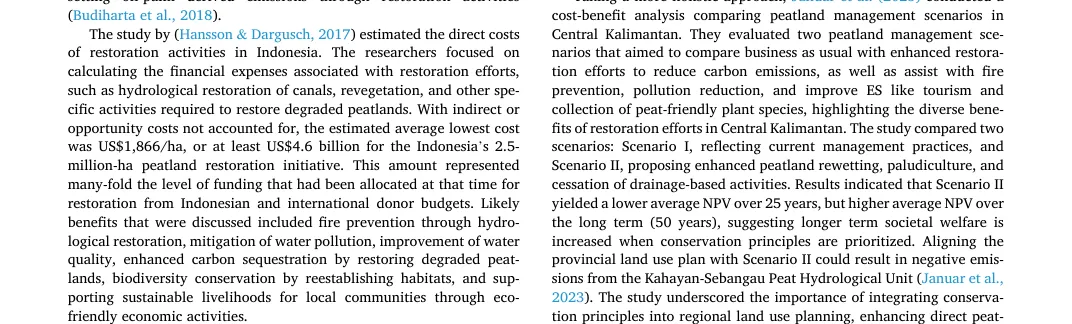 (Budiharta et al., 2018).
The study by (Hansson & Dargusch, 2017) estimated the direct costs
of restoration activities in Indonesia. The researchers focused on
calculating the financial expenses associated with restoration efforts,
such as hydrological restoration of canals, revegetation, and other spe-
cific activities required to restore degraded peatlands. With indirect or
opportunity costs not accounted for, the estimated average lowest cost
was US$1,866/ha, or at least US$4.6 billion for the Indonesia's 2.5-
million-ha peatland restoration initiative. This amount represented
many-fold the level of funding that had been allocated at that time for
restoration from Indonesian and international donor budgets. Likely
benefits that were discussed included fire prevention through hydro-
logical restoration, mitigation of water pollution, improvement of water
quality, enhanced carbon sequestration by restoring degraded peat-
lands, biodiversity conservation by reestablishing habitats, and sup-
porting sustainable livelihoods for local communities through eco-
friendly economic activities.
cost-benefit analysis comparing peatland management scenarios in
Central Kalimantan. They evaluated two peatland management sce-
narios that aimed to compare business as usual with enhanced restora-
tion efforts to reduce carbon emissions, as well as assist with fire
prevention, pollution reduction, and improve ES like tourism and
collection of peat-friendly plant species, highlighting the diverse bene-
fits of restoration efforts in Central Kalimantan. The study compared two
scenarios: Scenario I, reflecting current management practices, and
Scenario II, proposing enhanced peatland rewetting, paludiculture, and
cessation of drainage-based activities. Results indicated that Scenario II
yielded a lower average NPV over 25 years, but higher average NPV over
the long term (50 years), suggesting longer term societal welfare is
increased when conservation principles are prioritized. Aligning the
provincial land use plan with Scenario II could result in negative emis-
sions from the Kahayan-Sebangau Peat Hydrological Unit (Januar et al.,
2023). The study underscored the importance of integrating conserva-
tion principles into regional land use planning, enhancing direct peat-